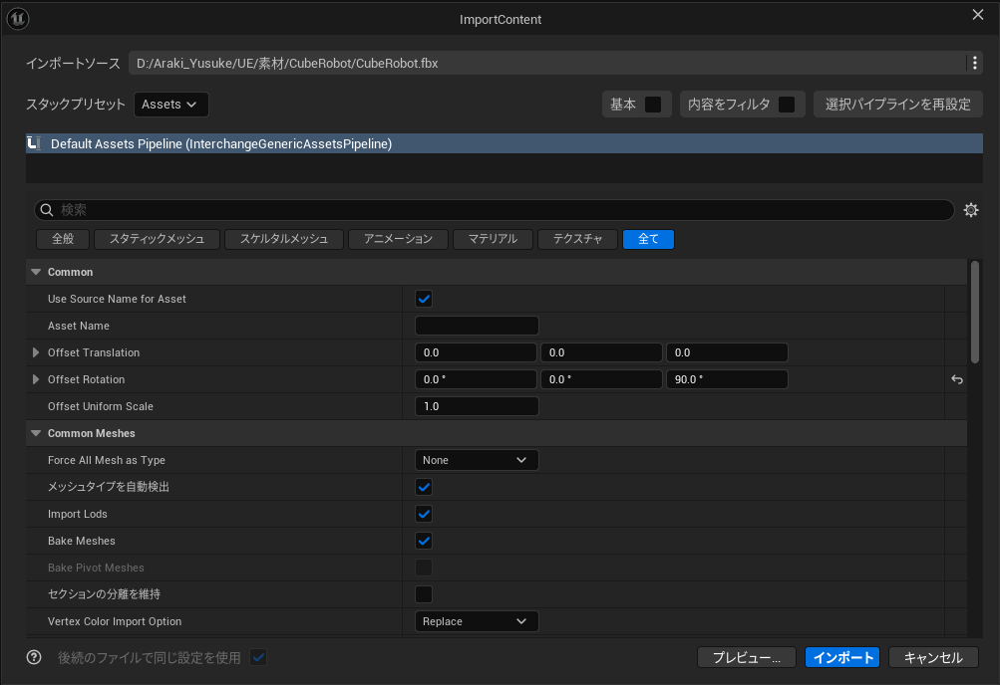 ImportContent
インポートソース D:/Araki_Yusuke/UE/素材/CubeRobot/CubeRobot.fbx
スタックプリセット Assets 基本 内容をフィルタ 選択パイプラインを再設定
Default Assets Pipeline (InterchangeGenericAssetsPipeline)
検索
全般 スタティックメッシュ スケルタルメッシュ アニメーション マテリアル テクスチャ 全て
Common
Use Source Name for Asset
Asset Name
Offset Translation 0.0 0.0 0.0
Offset Rotation 0.0 ° 0.0 ° 90.0 °
Offset Uniform Scale 1.0
Common Meshes
Force All Mesh as Type None
メッシュタイプを自動検出
Import Lods
Bake Meshes
Bake Pivot Meshes
セクションの分離を維持
Vertex Color Import Option Replace
後続のファイルで同じ設定を使用 プレビュー... インポート キャンセル